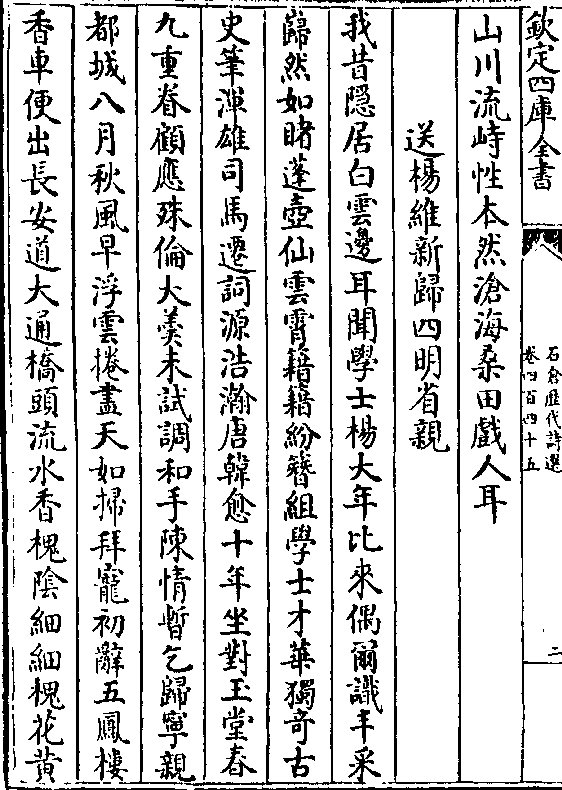 欽定四庫全書
石倉歴代詩選
卷四百四十五
二
山川流峙性本然滄海桑田戲人耳
送楊維新歸四明省親
我昔隱居白雲邊耳聞學士楊大年比來偶爾識丰采
巋然如睹蓬壺仙雲霄籍籍紛簪組學士才華獨竒古
史筆渾雄司馬遷詞源浩瀚唐韓愈十年坐對玉堂春
九重眷顧應殊倫大羮未試調和手陳情暫乞歸寧親
都城八月秋風早浮雲捲盡天如掃拜寵初辭五鳳樓
香車便出長安道大通橋頭流水香槐陰細細槐花黄